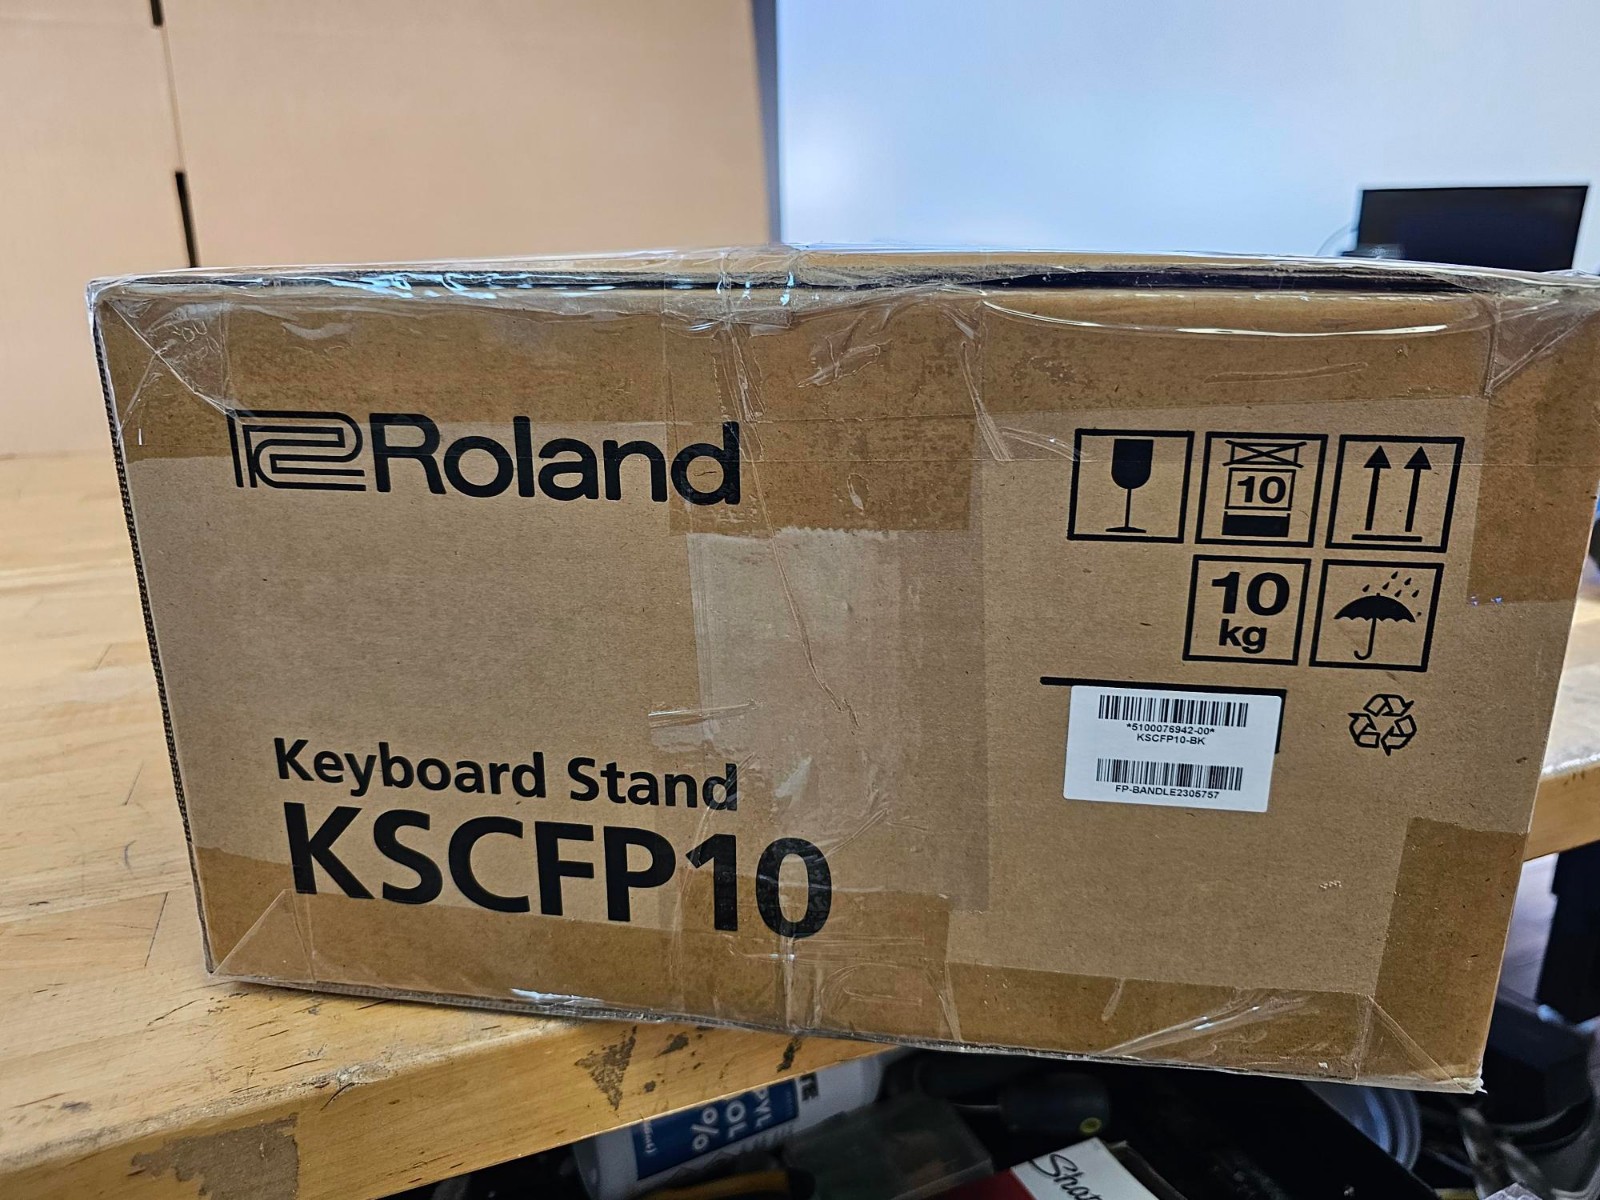 Roland
10
10
kg
Keyboard Stand
KSCFP10
*5100076942-00*
KSCFP10-BK
FP-BANDLE2305757
%